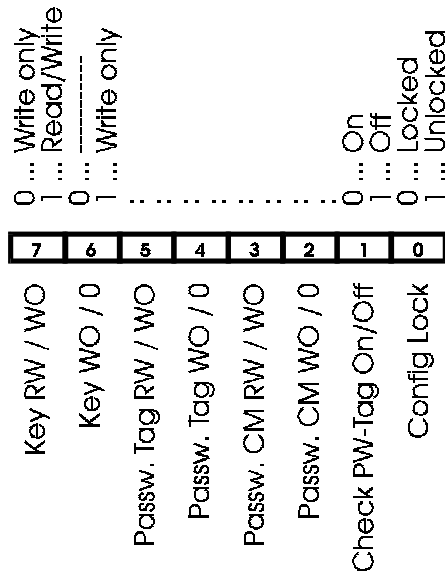 0 ... Write only
1 ... Read/Write
0 ... ------------
1 ... Write only
. . . . . . . . . . . . . . . .
0 ... On
1 ... Off
0 ... Locked
1 ... Unlocked
7 6 5 4 3 2 1 0
Key RW / WO
Key WO / 0
Passw. Tag RW / WO
Passw. Tag WO / 0
Passw. CM RW / WO
Passw. CM WO / 0
Check PW-Tag On/Off
Config Lock